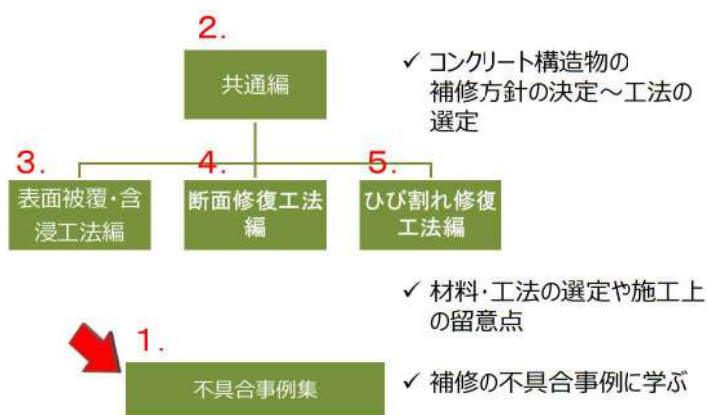 2.
共通編
✓ コンクリート構造物の
補修方針の決定～工法の
選定
3.
表面被覆・含
浸工法編
4.
断面修復工法
編
5.
ひび割れ修復
工法編
✓ 材料・工法の選定や施工上
の留意点
1.
不具合事例集
✓ 補修の不具合事例に学ぶ